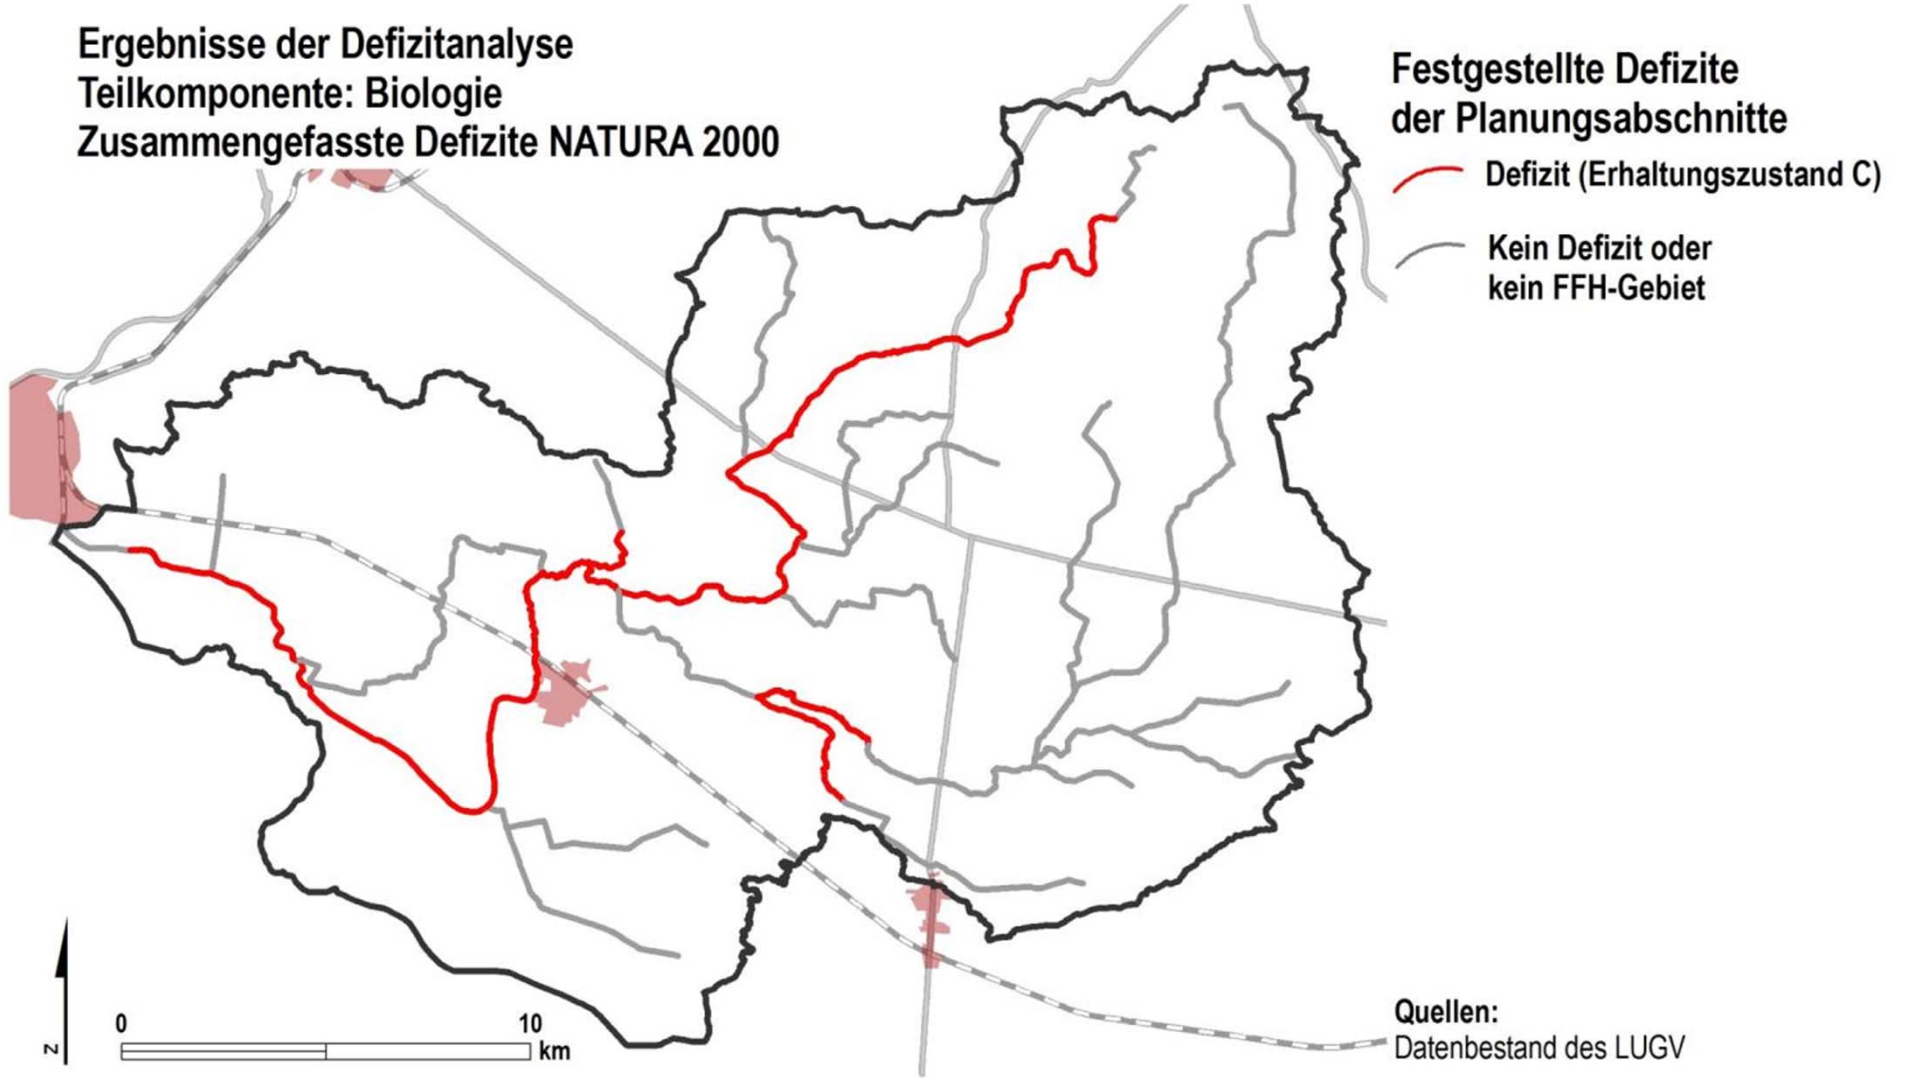 Ergebnisse der Defizitanalyse
Teilkomponente: Biologie
Zusammengefasste Defizite NATURA 2000
Festgestellte Defizite
der Planungsabschnitte
Defizit (Erhaltungszustand C)
Kein Defizit oder
kein FFH-Gebiet
N
0 10
km
Quellen:
Datenbestand des LUGV